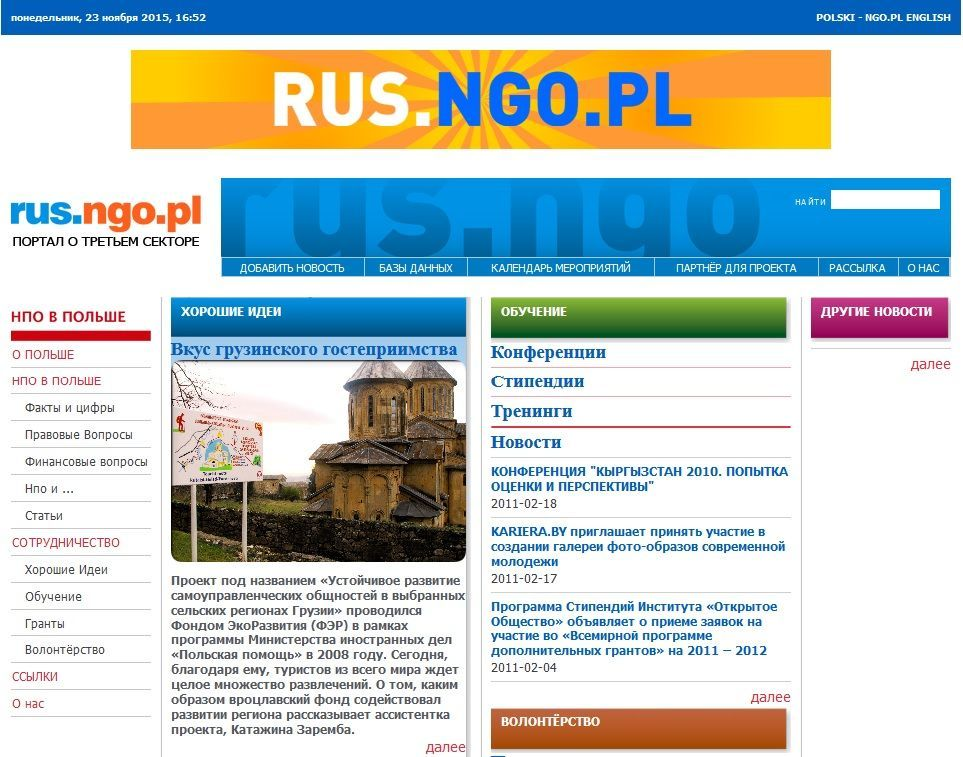 понедельник, 23 ноября 2015, 16:52
POLSKI - NGO.PL ENGLISH
RUS.NGO.PL
rus.ngo.pl
ПОРТАЛ О ТРЕТЬЕМ СЕКТОРЕ
rus.ngo
НАЙТИ
ДОБАВИТЬ НОВОСТЬ
БАЗЫ ДАННЫХ
КАЛЕНДАРЬ МЕРОПРИЯТИЙ
ПАРТНЁР ДЛЯ ПРОЕКТА
РАССЫЛКА
О НАС
НПО В ПОЛЬШЕ
О ПОЛЬШЕ
НПО В ПОЛЬШЕ
Факты и цифры
Правовые Вопросы
Финансовые вопросы
Нпо и ...
Статьи
СОТРУДНИЧЕСТВО
Хорошие Идеи
Обучение
Гранты
Волонтёрство
ССЫЛКИ
О нас
ХОРОШИЕ ИДЕИ
Вкус грузинского гостеприимства
Проект под названием «Устойчивое развитие
самоуправленческих общностей в выбранных
сельских регионах Грузии» проводился
Фондом ЭкоРазвития (ФЭР) в рамках
программы Министерства иностранных дел
«Польская помощь» в 2008 году. Сегодня,
благодаря ему, туристов из всего мира ждет
целое множество развлечений. О том, каким
образом вроцлавский фонд содействовал
развитии региона рассказывает ассистентка
проекта, Катажина Заремба.
далее
ОБУЧЕНИЕ
Конференции
Стипендии
Тренинги
Новости
КОНФЕРЕНЦИЯ "КЫРГЫЗСТАН 2010. ПОПЫТКА
ОЦЕНКИ И ПЕРСПЕКТИВЫ"
2011-02-18
KARIERA.BY приглашает принять участие в
создании галереи фото-образов современной
молодежи
2011-02-17
Программа Стипендий Института «Открытое
Общество» объявляет о приеме заявок на
участие во «Всемирной программе
дополнительных грантов» на 2011 – 2012
2011-02-04
далее
ВОЛОНТЁРСТВО
ДРУГИЕ НОВОСТИ
далее